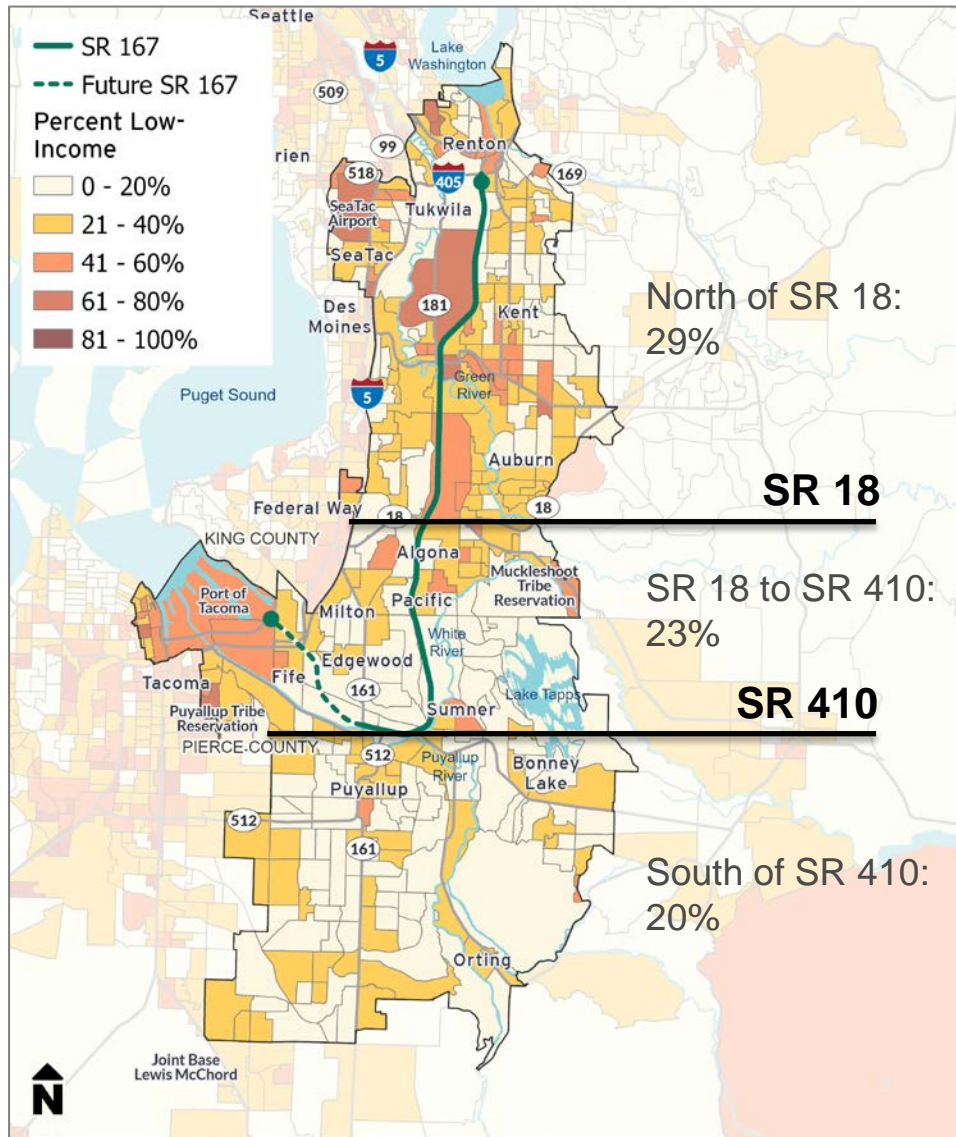 SR 167
Future SR 167
Percent Low-
Income
0 - 20%
21 - 40%
41 - 60%
61 - 80%
81 - 100%
Seattle
5
Lake
Washington
509
99
rien
518
Renton
405
169
SeaTac
Airport
Tukwila
SeaTac
181
Des
Moines
Kent
North of SR 18:
29%
Puget Sound
5
Green
River
Auburn
SR 18
Federal Way
18
18
KING COUNTY
Algona
Muckleshoot
Tribe
Reservation
SR 18 to SR 410:
23%
Port of
Tacoma
Milton
Pacific
White
River
Edgewood
Fife
161
Tacoma
Lake Tapps
Sumner
SR 410
Puyallup Tribe
Reservation
PIERCE COUNTY
512
Puyallup
River
Bonney
Lake
Puyallup
512
161
South of SR 410:
20%
Orting
Joint Base
Lewis McChord
N